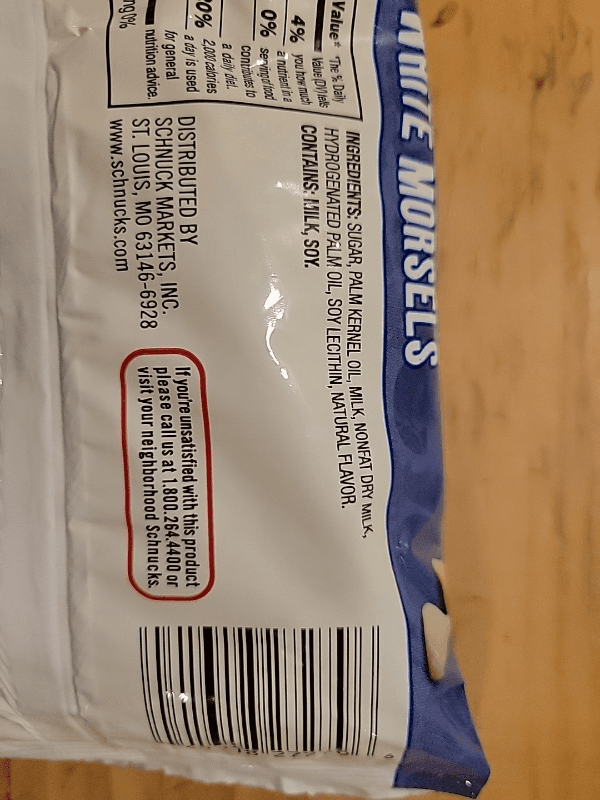 WHITE MORSELS
Value* *The % Daily
Value (DV) tells
4% you how much
a nutrient in a
0% serving of food
contributes to
a daily diet.
0% 2,000 calories
a day is used
for general
nutrition advice.
mg 0%
INGREDIENTS: SUGAR, PALM KERNEL OIL, MILK, NONFAT DRY MILK,
HYDROGENATED PALM OIL, SOY LECITHIN, NATURAL FLAVOR.
CONTAINS: MILK, SOY.
DISTRIBUTED BY
SCHNUCK MARKETS, INC.
ST. LOUIS, MO 63146-6928
www.schnucks.com
If you're unsatisfied with this product
please call us at 1.800.264.4400 or
visit your neighborhood Schnucks.